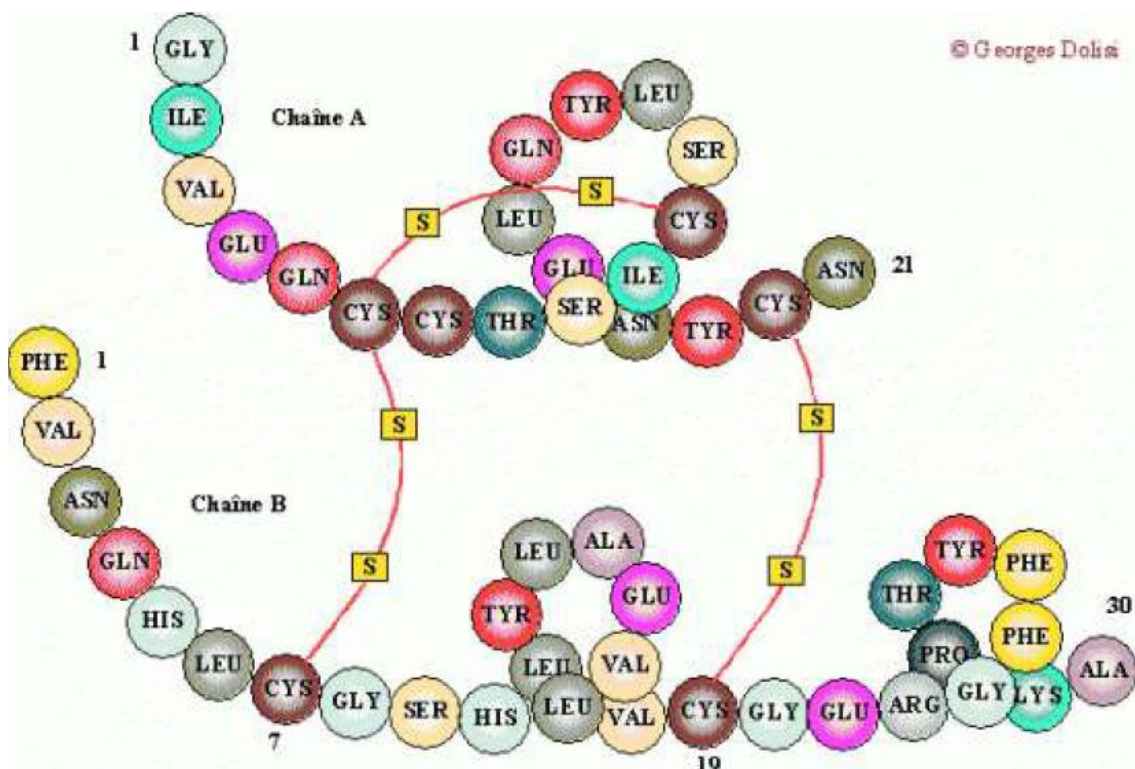 © Georges Dolisi
Chaîne A
1
GLY
ILE
VAL
GLU
GLN
CYS
CYS
THR
SER
ILE
CYS
SER
LEU
TYR
GLN
LEU
GLU
ASN
TYR
CYS
ASN
21
S
S
S
S
S
S
Chaîne B
1
PHE
VAL
ASN
GLN
HIS
LEU
CYS
7
GLY
SER
HIS
LEU
VAL
GLU
ALA
LEU
TYR
LEU
VAL
CYS
19
GLY
GLU
ARG
GLY
PHE
PHE
TYR
THR
PRO
LYS
ALA
30